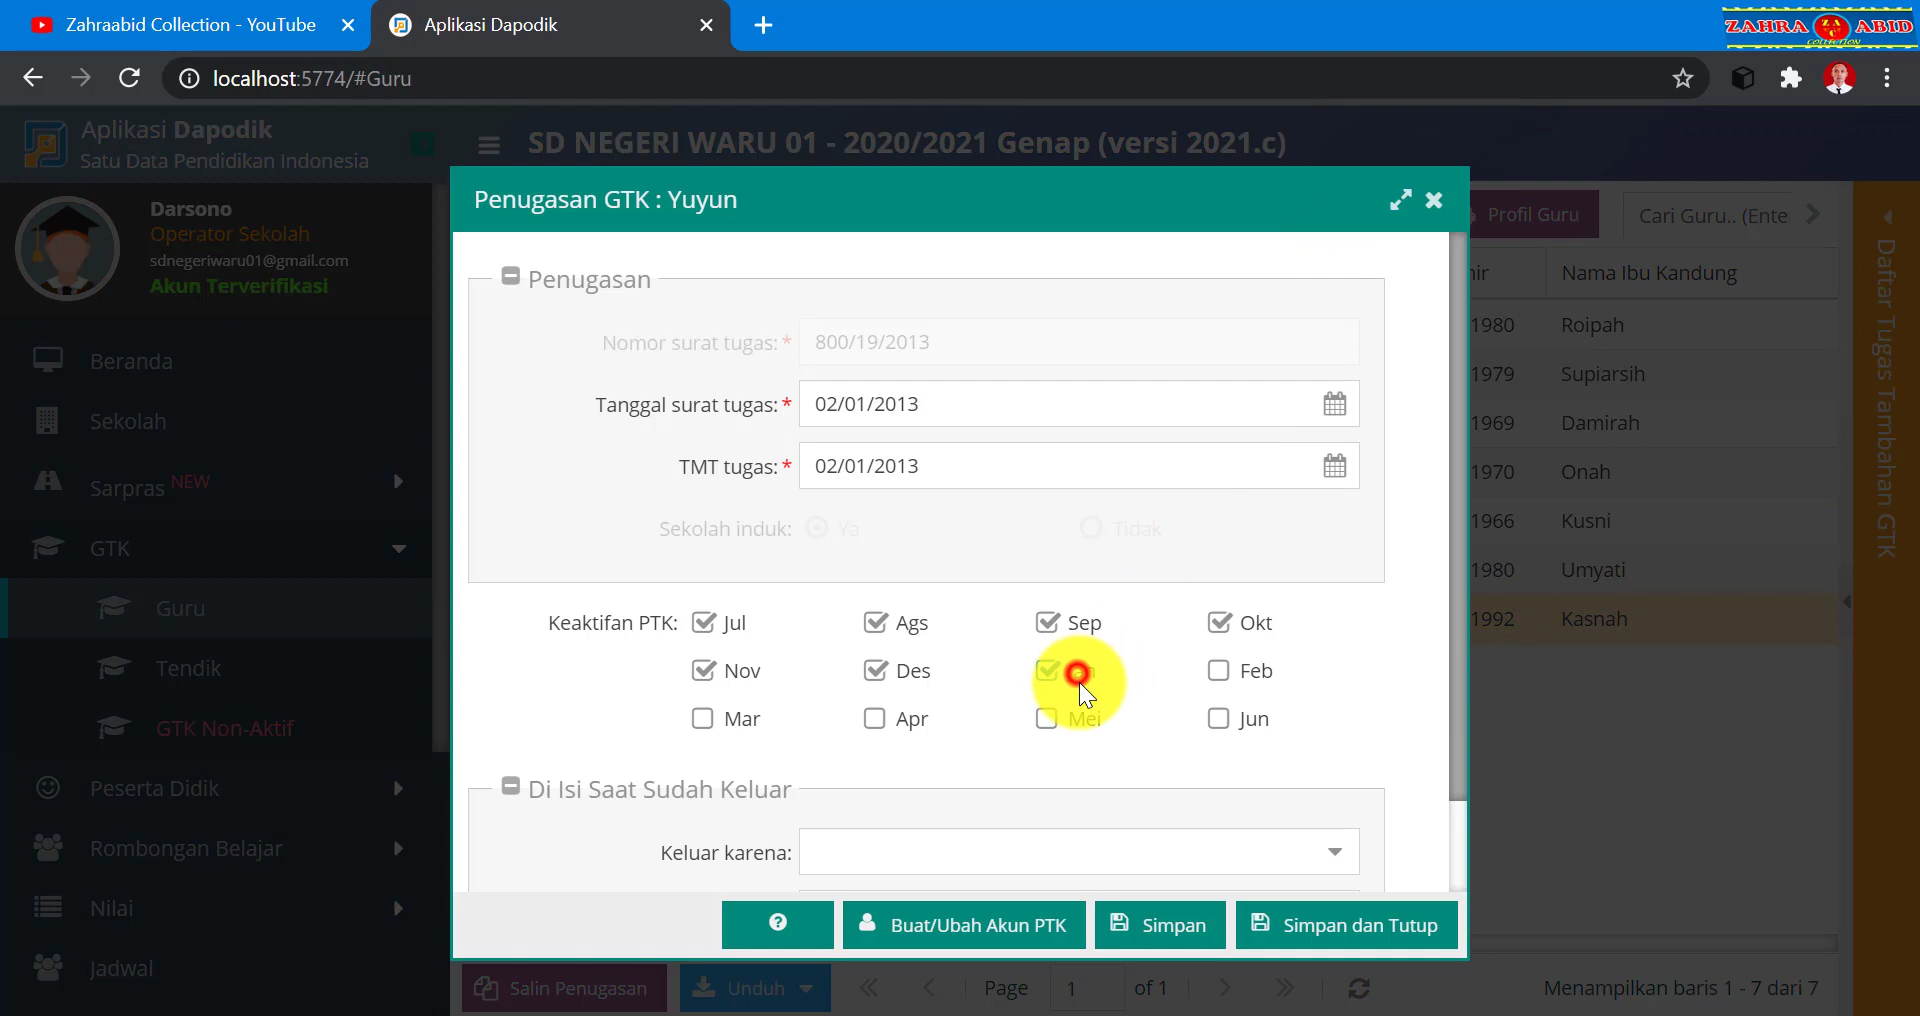 Zahraabid Collection - YouTube
Aplikasi Dapodik
ZAHRA ZA ABID
COLLECTION
localhost:5774/#Guru
Aplikasi Dapodik
Satu Data Pendidikan Indonesia
SD NEGERI WARU 01 - 2020/2021 Genap (versi 2021.c)
Darsono
Operator Sekolah
sdnegeriwaru01@gmail.com
Akun Terverifikasi
Beranda
Sekolah
Sarpras NEW
GTK
Guru
Tendik
GTK Non-Aktif
Peserta Didik
Rombongan Belajar
Nilai
Jadwal
Penugasan GTK : Yuyun
Penugasan
Nomor surat tugas:* 800/19/2013
Tanggal surat tugas:* 02/01/2013
TMT tugas:* 02/01/2013
Sekolah induk: Ya Tidak
Keaktifan PTK: Jul Ags Sep Okt
Nov Des Feb
Mar Apr Mei Jun
Di Isi Saat Sudah Keluar
Keluar karena:
Buat/Ubah Akun PTK Simpan Simpan dan Tutup
Profil Guru Cari Guru.. (Ente
Nama Ibu Kandung
1980 Roipah
1979 Supiarsih
1969 Damirah
1970 Onah
1966 Kusni
1980 Umyati
1992 Kasnah
Daftar Tugas Tambahan GTK
Salin Penugasan Unduh Page 1 of 1 Menampilkan baris 1 - 7 dari 7